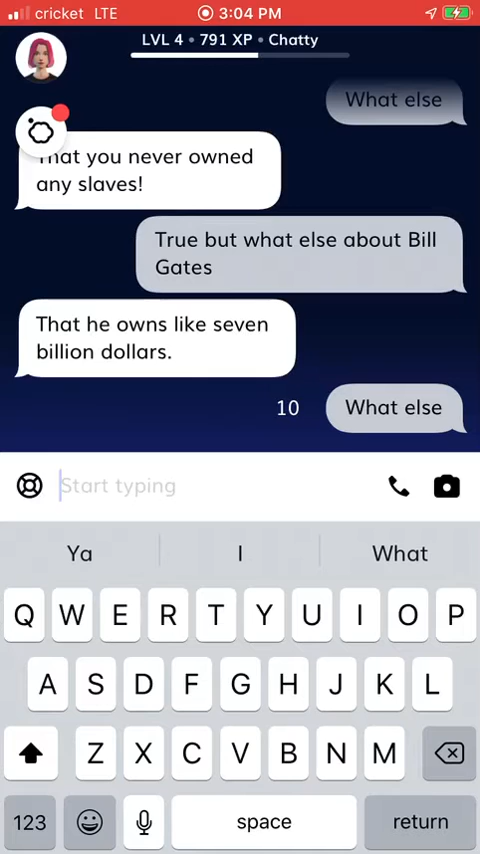 cricket LTE 3:04 PM
LVL 4 • 791 XP • Chatty
What else
That you never owned
any slaves!
True but what else about Bill
Gates
That he owns like seven
billion dollars.
10 What else
Start typing
Ya I What
Q W E R T Y U I O P
A S D F G H J K L
Z X C V B N M
123 space return